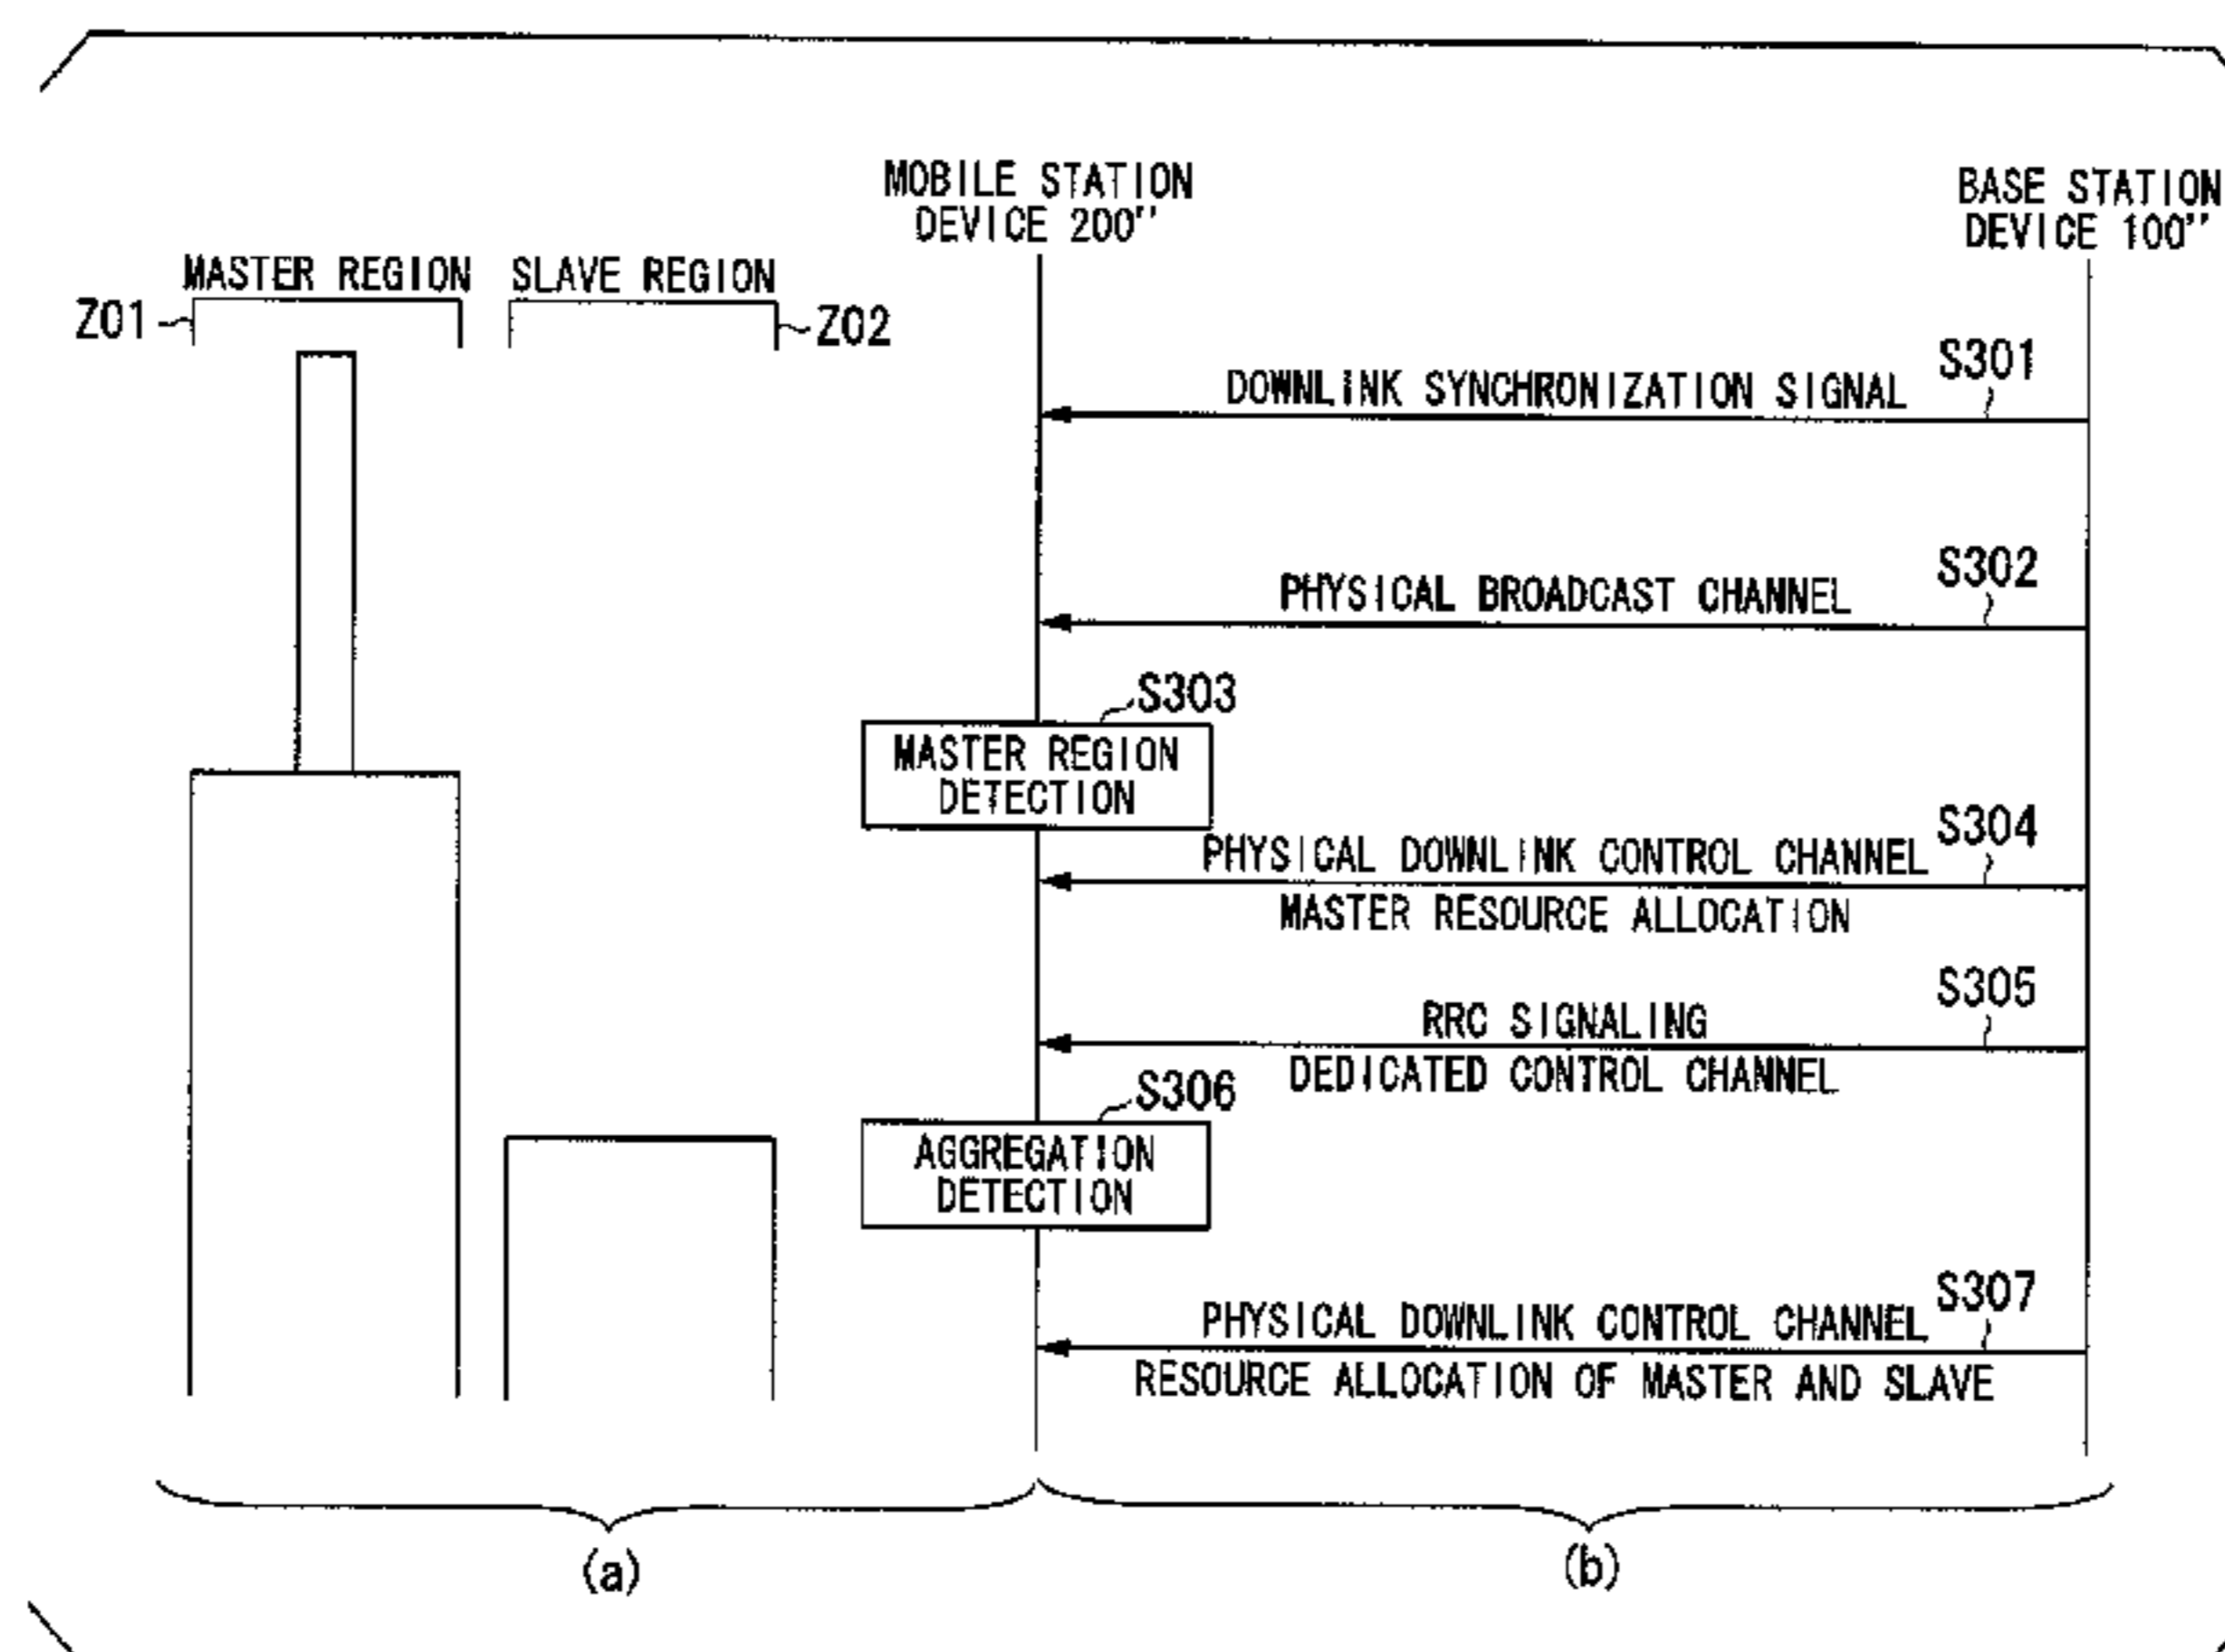 MOBILE STATION
DEVICE 200''
BASE STATION
DEVICE 100''
MASTER REGION
SLAVE REGION
Z01
Z02
S301
DOWNLINK SYNCHRONIZATION SIGNAL
S302
PHYSICAL BROADCAST CHANNEL
S303
MASTER REGION
DETECTION
S304
PHYSICAL DOWNLINK CONTROL CHANNEL
MASTER RESOURCE ALLOCATION
S305
RRC SIGNALING
DEDICATED CONTROL CHANNEL
S306
AGGREGATION
DETECTION
S307
PHYSICAL DOWNLINK CONTROL CHANNEL
RESOURCE ALLOCATION OF MASTER AND SLAVE
(a)
(b)